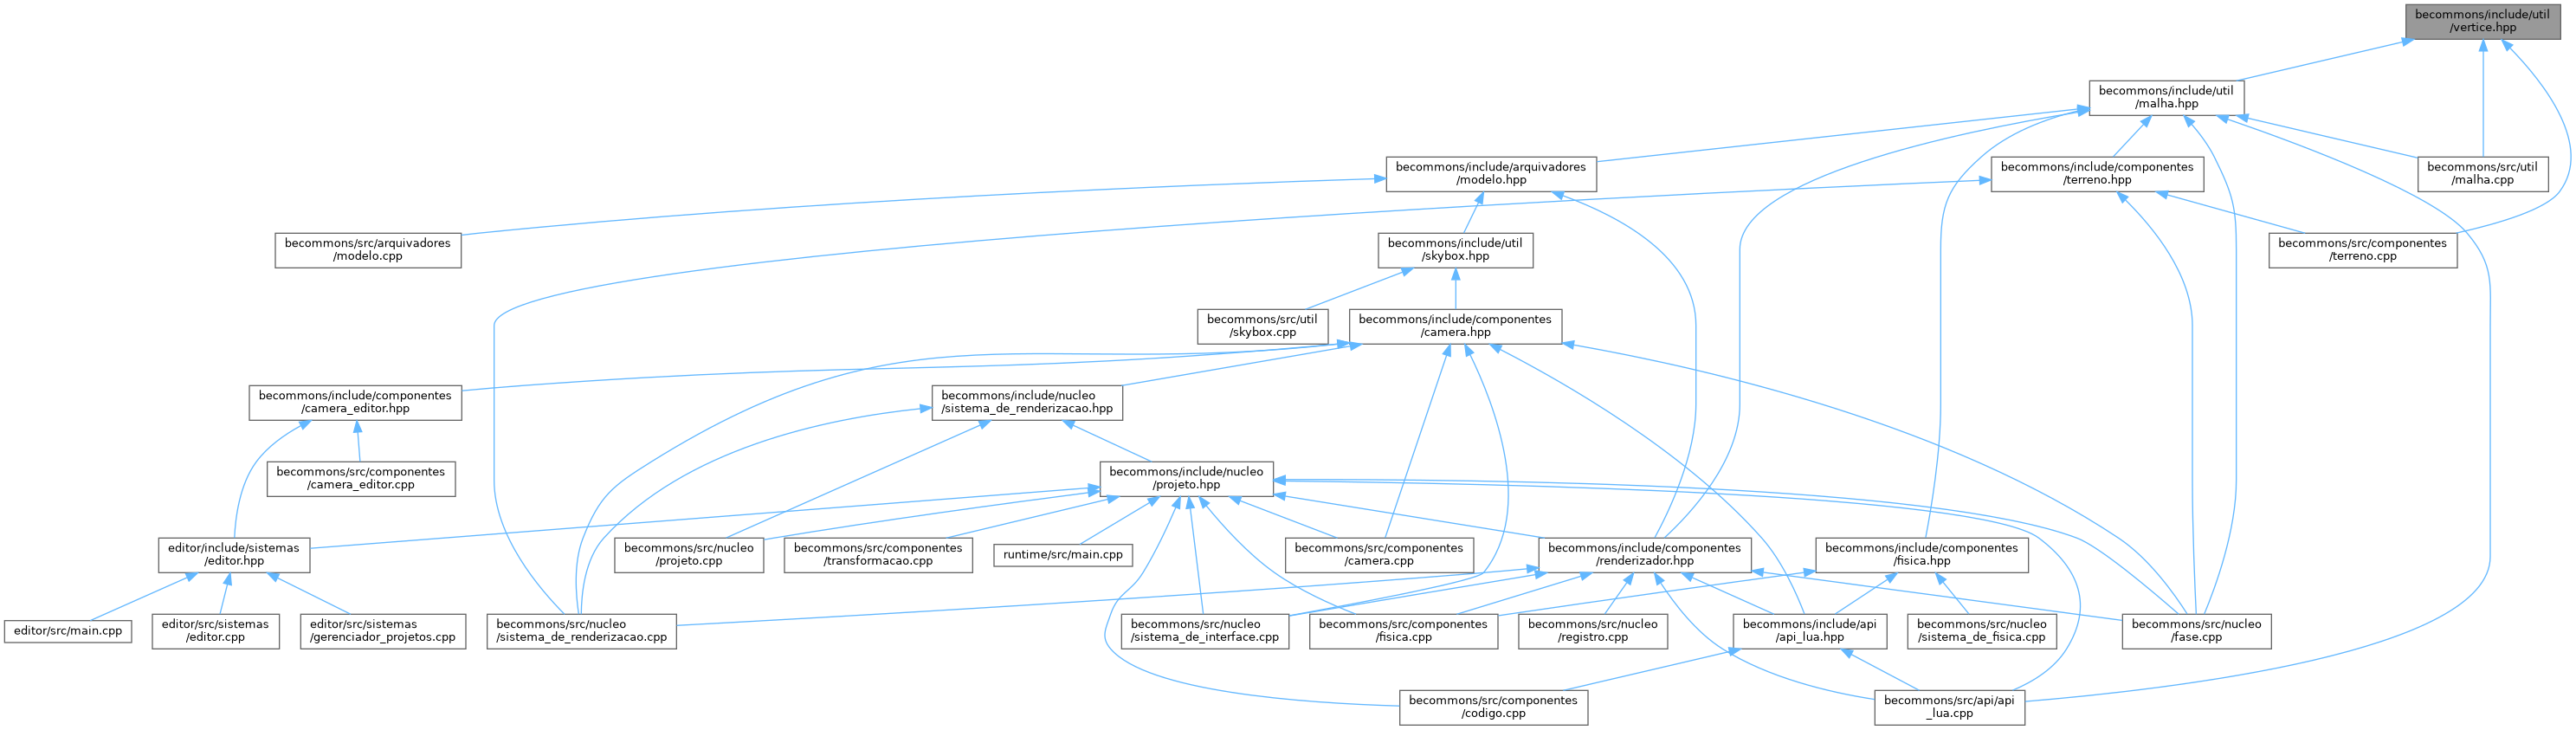 becommons/include/util
/vertice.hpp
becommons/include/util
/malha.hpp
becommons/include/arquivadores
/modelo.hpp
becommons/include/componentes
/terreno.hpp
becommons/src/util
/malha.cpp
becommons/src/arquivadores
/modelo.cpp
becommons/include/util
/skybox.hpp
becommons/src/componentes
/terreno.cpp
becommons/src/util
/skybox.cpp
becommons/include/componentes
/camera.hpp
becommons/include/componentes
/camera_editor.hpp
becommons/include/nucleo
/sistema_de_renderizacao.hpp
becommons/src/componentes
/camera_editor.cpp
becommons/include/nucleo
/projeto.hpp
editor/include/sistemas
/editor.hpp
becommons/src/nucleo
/projeto.cpp
becommons/src/componentes
/transformacao.cpp
runtime/src/main.cpp
becommons/src/componentes
/camera.cpp
becommons/include/componentes
/renderizador.hpp
becommons/include/componentes
/fisica.hpp
editor/src/main.cpp
editor/src/sistemas
/editor.cpp
editor/src/sistemas
/gerenciador_projetos.cpp
becommons/src/nucleo
/sistema_de_renderizacao.cpp
becommons/src/nucleo
/sistema_de_interface.cpp
becommons/src/componentes
/fisica.cpp
becommons/src/nucleo
/registro.cpp
becommons/include/api
/api_lua.hpp
becommons/src/nucleo
/sistema_de_fisica.cpp
becommons/src/nucleo
/fase.cpp
becommons/src/componentes
/codigo.cpp
becommons/src/api/api
_lua.cpp